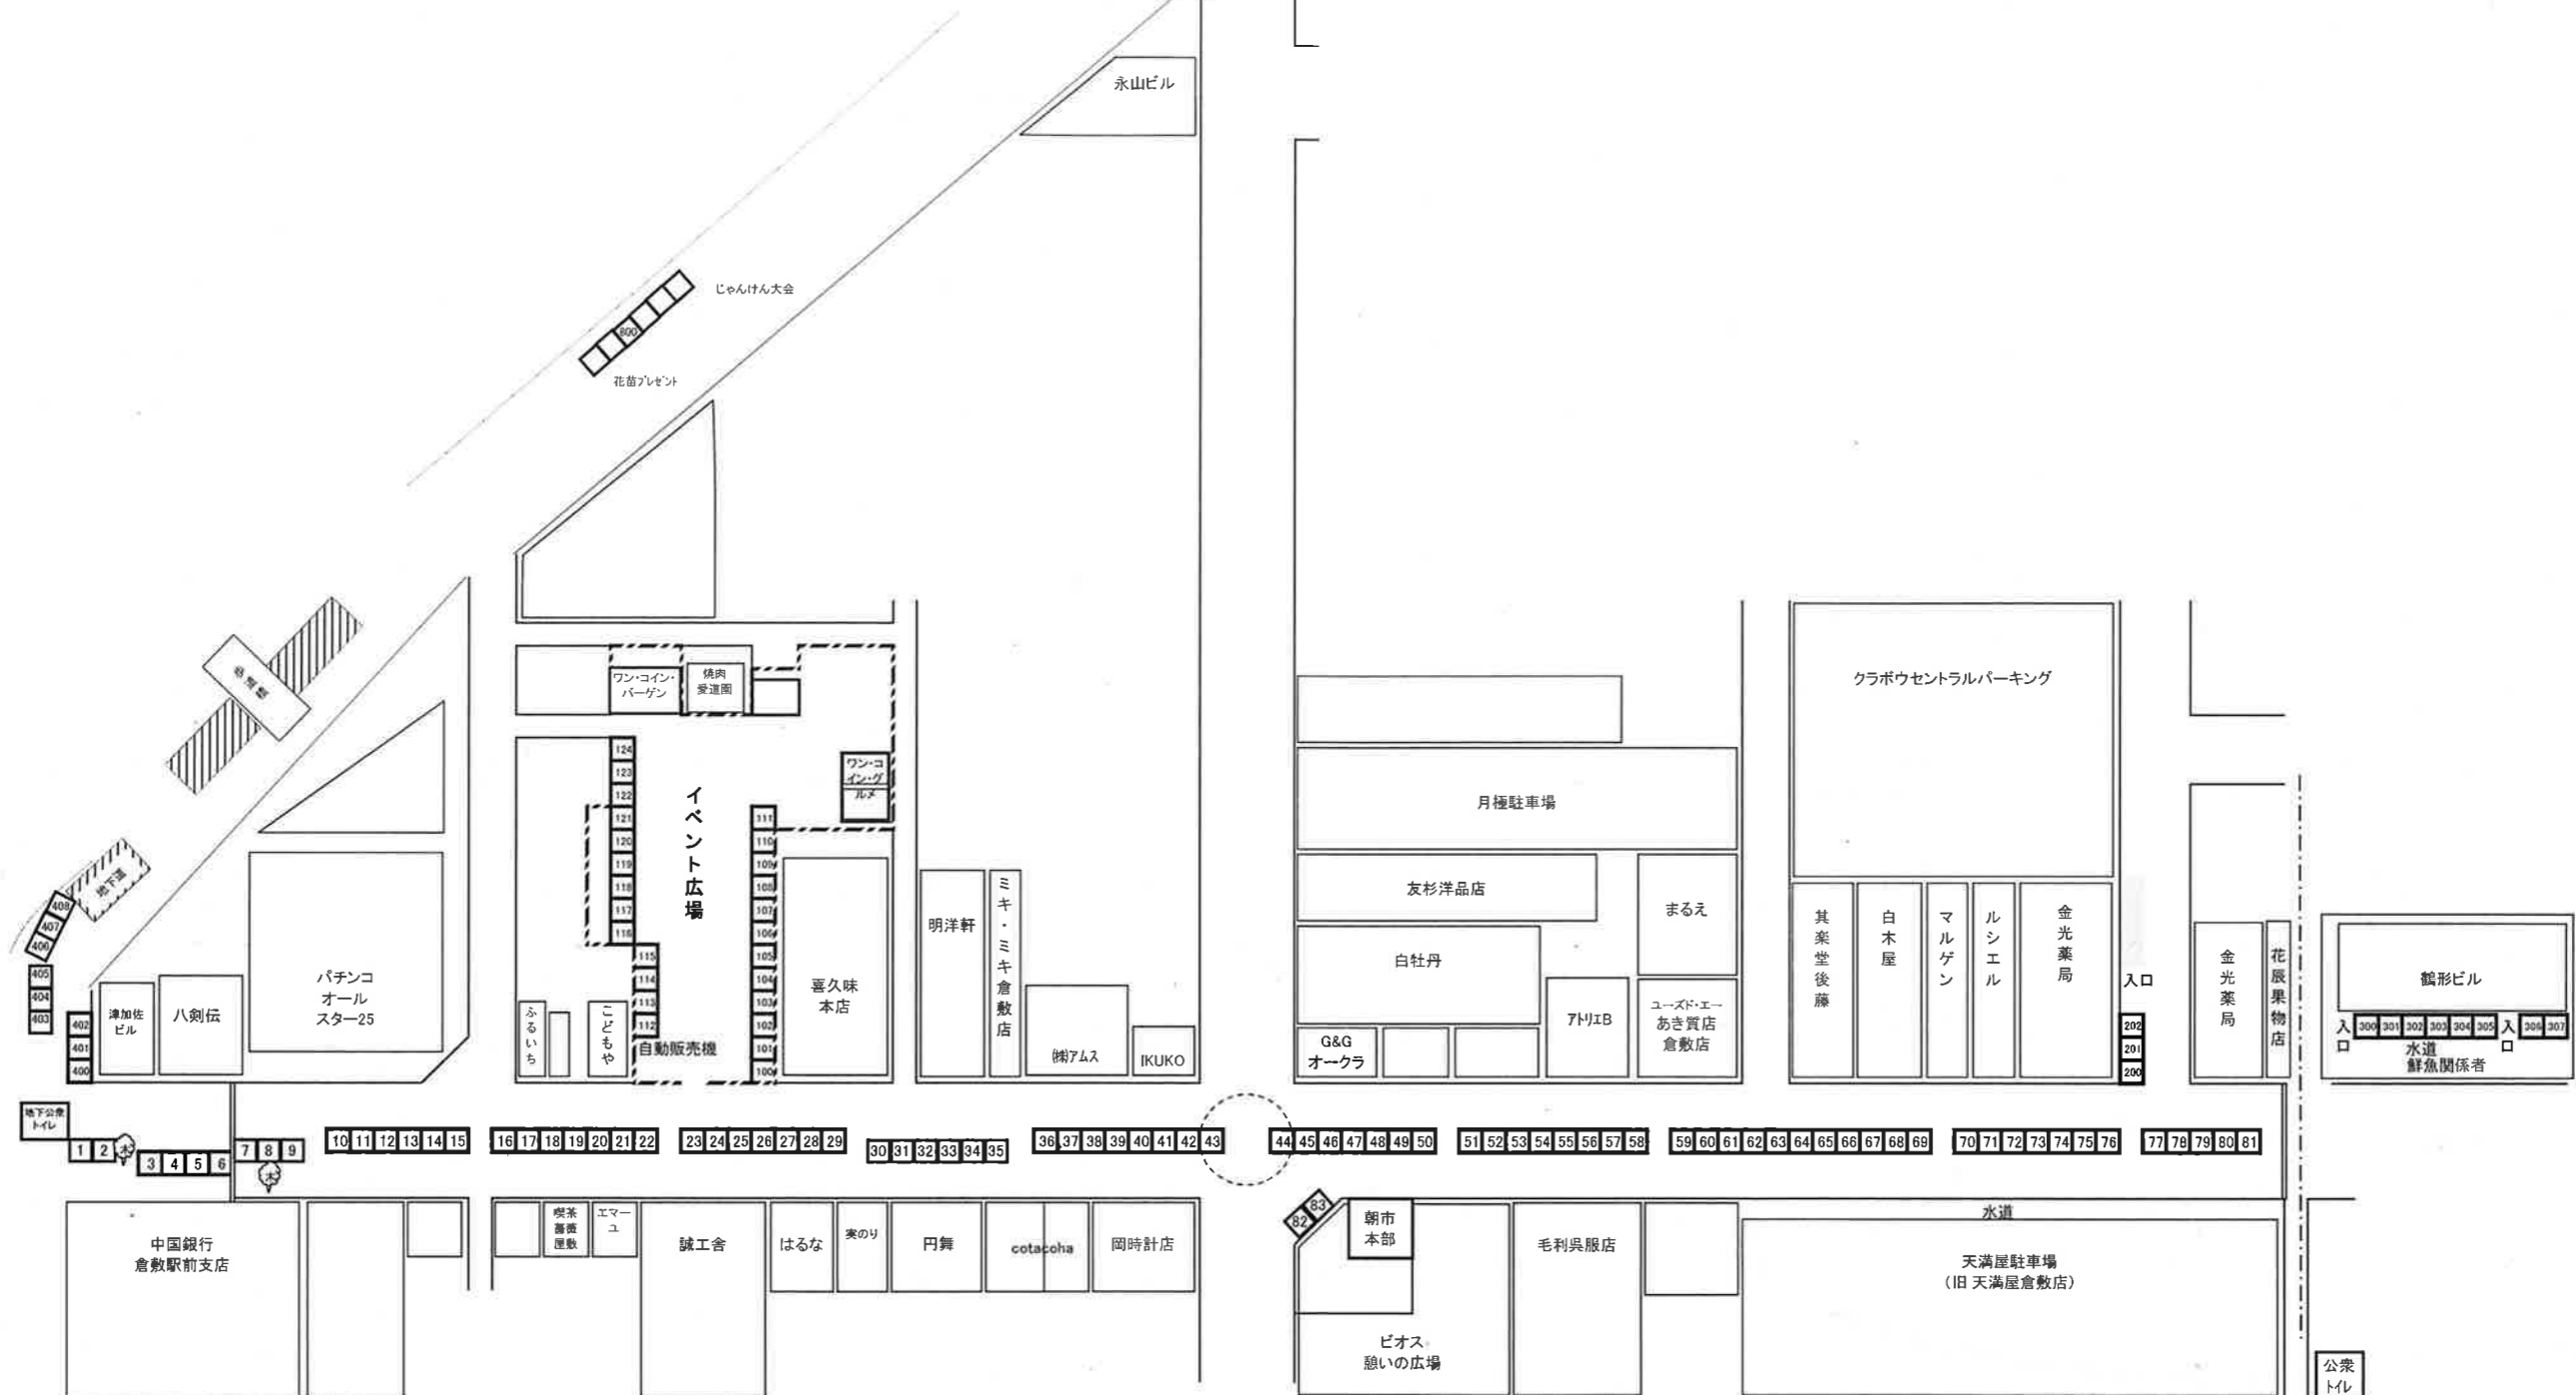 永山ビル
じゃんけん大会
800
花苗プレゼント
ワン・コイン・
バーゲン
焼肉
愛道園
ワン・コ
イン・グ
ルメ
124
123
122
121
120
119
118
117
116
115
114
113
112
自動販売機
イベント広場
111
110
109
108
107
106
105
104
103
102
101
100
喜久味
本店
ふるいち
こどもや
パチンコ
オール
スター25
八剣伝
津加佐
ビル
地下道
408
407
406
405
404
403
402
401
400
地下公衆
トイレ
明洋軒
ミキ・ミキ倉敷店
㈱アムス
IKUKO
月極駐車場
友杉洋品店
まるえ
白牡丹
G&G
オークラ
アトリエB
ユーズド・エー
あき質店
倉敷店
クラボウセントラルパーキング
其楽堂後藤
白木屋
マルゲン
ルシエル
金光薬局
入口
202
201
200
金光薬局
花辰果物店
鶴形ビル
入口
300 301 302 303 304 305
入口
306 307
水道
鮮魚関係者
1 2 木 3 4 5 6 7 8 9
木
10 11 12 13 14 15
16 17 18 19 20 21 22
23 24 25 26 27 28 29
30 31 32 33 34 35
36 37 38 39 40 41 42 43
44 45 46 47 48 49 50
51 52 53 54 55 56 57 58
59 60 61 62 63 64 65 66 67 68 69
70 71 72 73 74 75 76
77 78 79 80 81
82 83
中国銀行
倉敷駅前支店
喫茶
薔薇
屋敷
エマー
ユ
誠工舎
はるな
実のり
円舞
cotacoha
岡時計店
朝市
本部
ビオス
憩いの広場
毛利呉服店
水道
天満屋駐車場
（旧 天満屋倉敷店）
公衆
トイレ